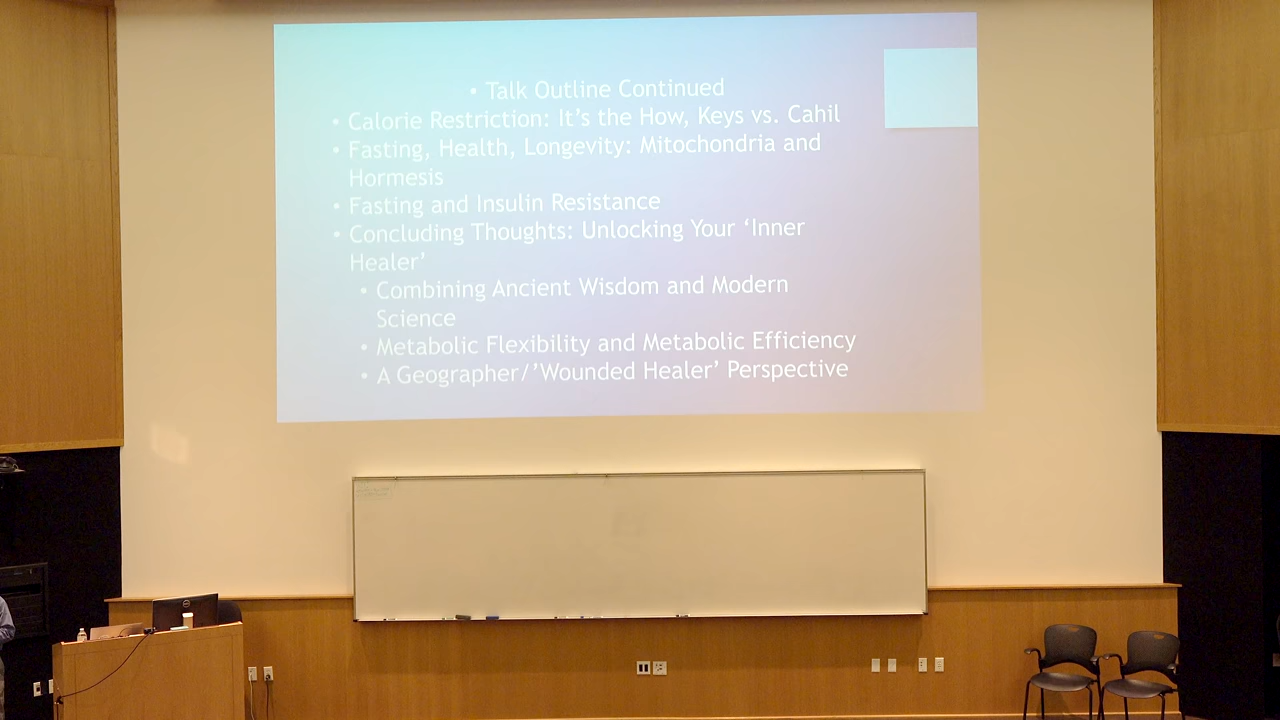 • Talk Outline Continued
• Calorie Restriction: It’s the How, Keys vs. Cahil
• Fasting, Health, Longevity: Mitochondria and
Hormesis
• Fasting and Insulin Resistance
• Concluding Thoughts: Unlocking Your ‘Inner
Healer’
• Combining Ancient Wisdom and Modern
Science
• Metabolic Flexibility and Metabolic Efficiency
• A Geographer/’Wounded Healer’ Perspective